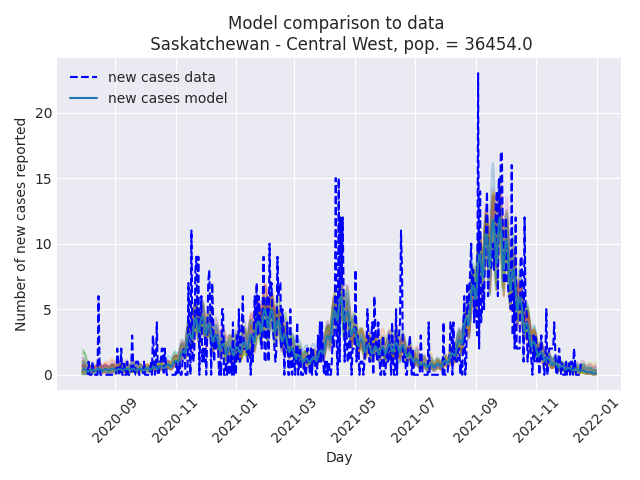 Model comparison to data
Saskatchewan - Central West, pop. = 36454.0
new cases data
new cases model
Number of new cases reported
20
15
10
5
0
2020-09
2020-11
2021-01
2021-03
2021-05
2021-07
2021-09
2021-11
2022-01
Day